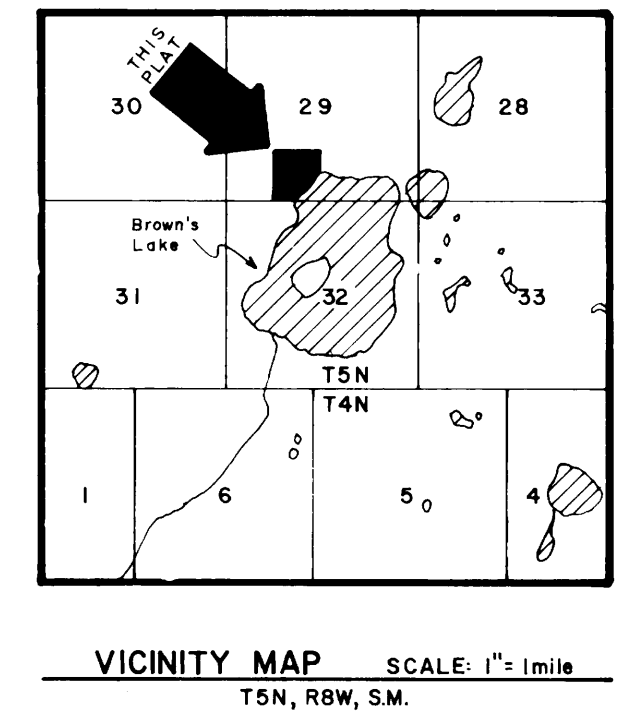 THIS
PLAT
30
29
28
Brown's
Lake
31
32
33
T5N
T4N
1
6
5
4
VICINITY MAP
SCALE: 1"= 1mile
T5N, R8W, S.M.